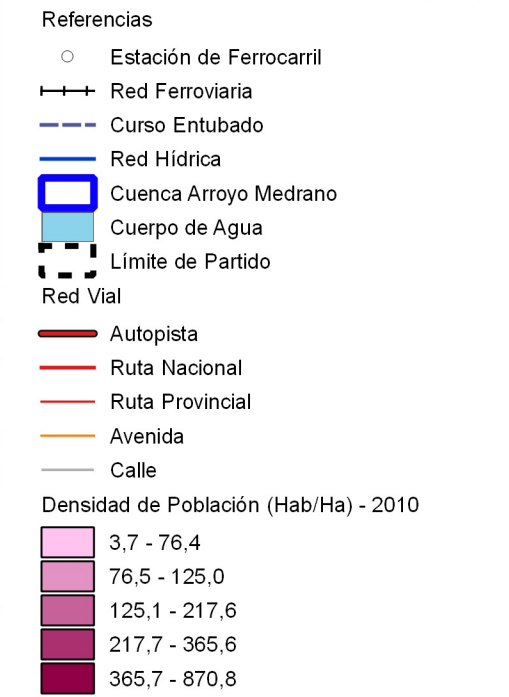 Referencias
Estación de Ferrocarril
Red Ferroviaria
Curso Entubado
Red Hídrica
Cuenca Arroyo Medrano
Cuerpo de Agua
Límite de Partido
Red Vial
Autopista
Ruta Nacional
Ruta Provincial
Avenida
Calle
Densidad de Población (Hab/Ha) - 2010
3,7 - 76,4
76,5 - 125,0
125,1 - 217,6
217,7 - 365,6
365,7 - 870,8